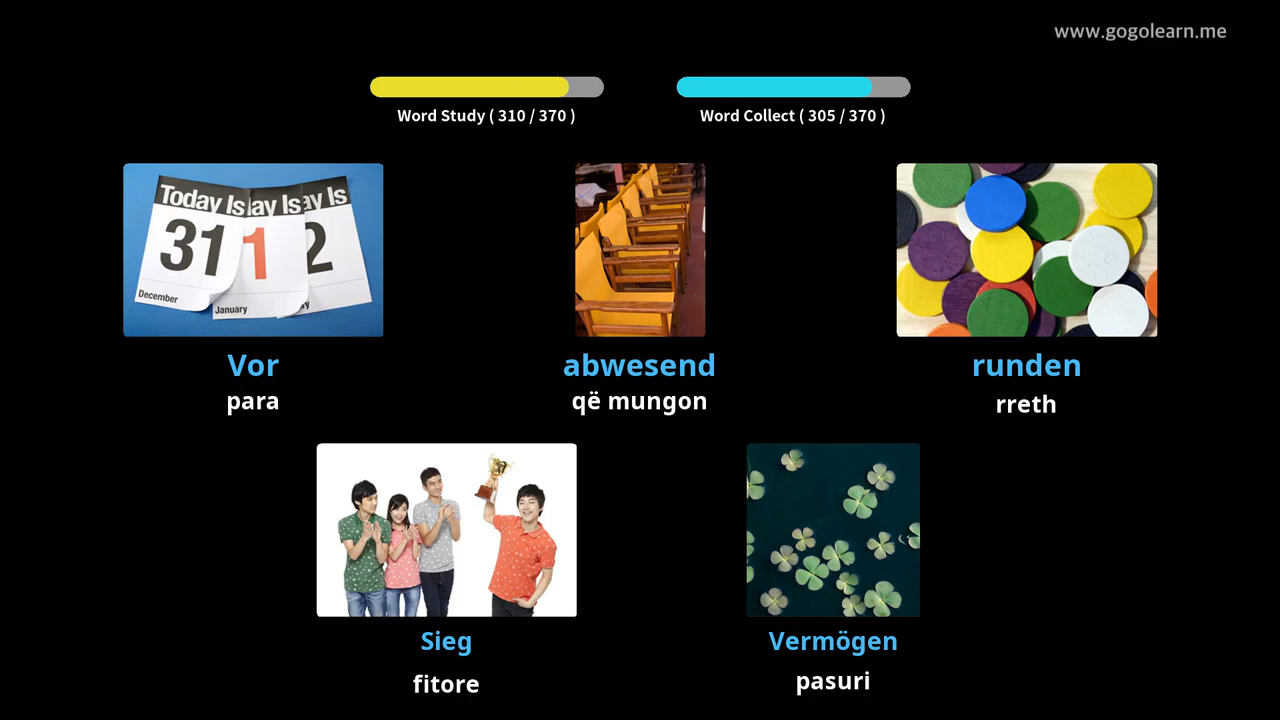 www.gogolearn.me
Word Study ( 310 / 370 )
Word Collect ( 305 / 370 )
Today Is
ay Is
ay Is
31
1
2
December
January
ry
Vor
abwesend
runden
para
që mungon
rreth
Sieg
Vermögen
fitore
pasuri